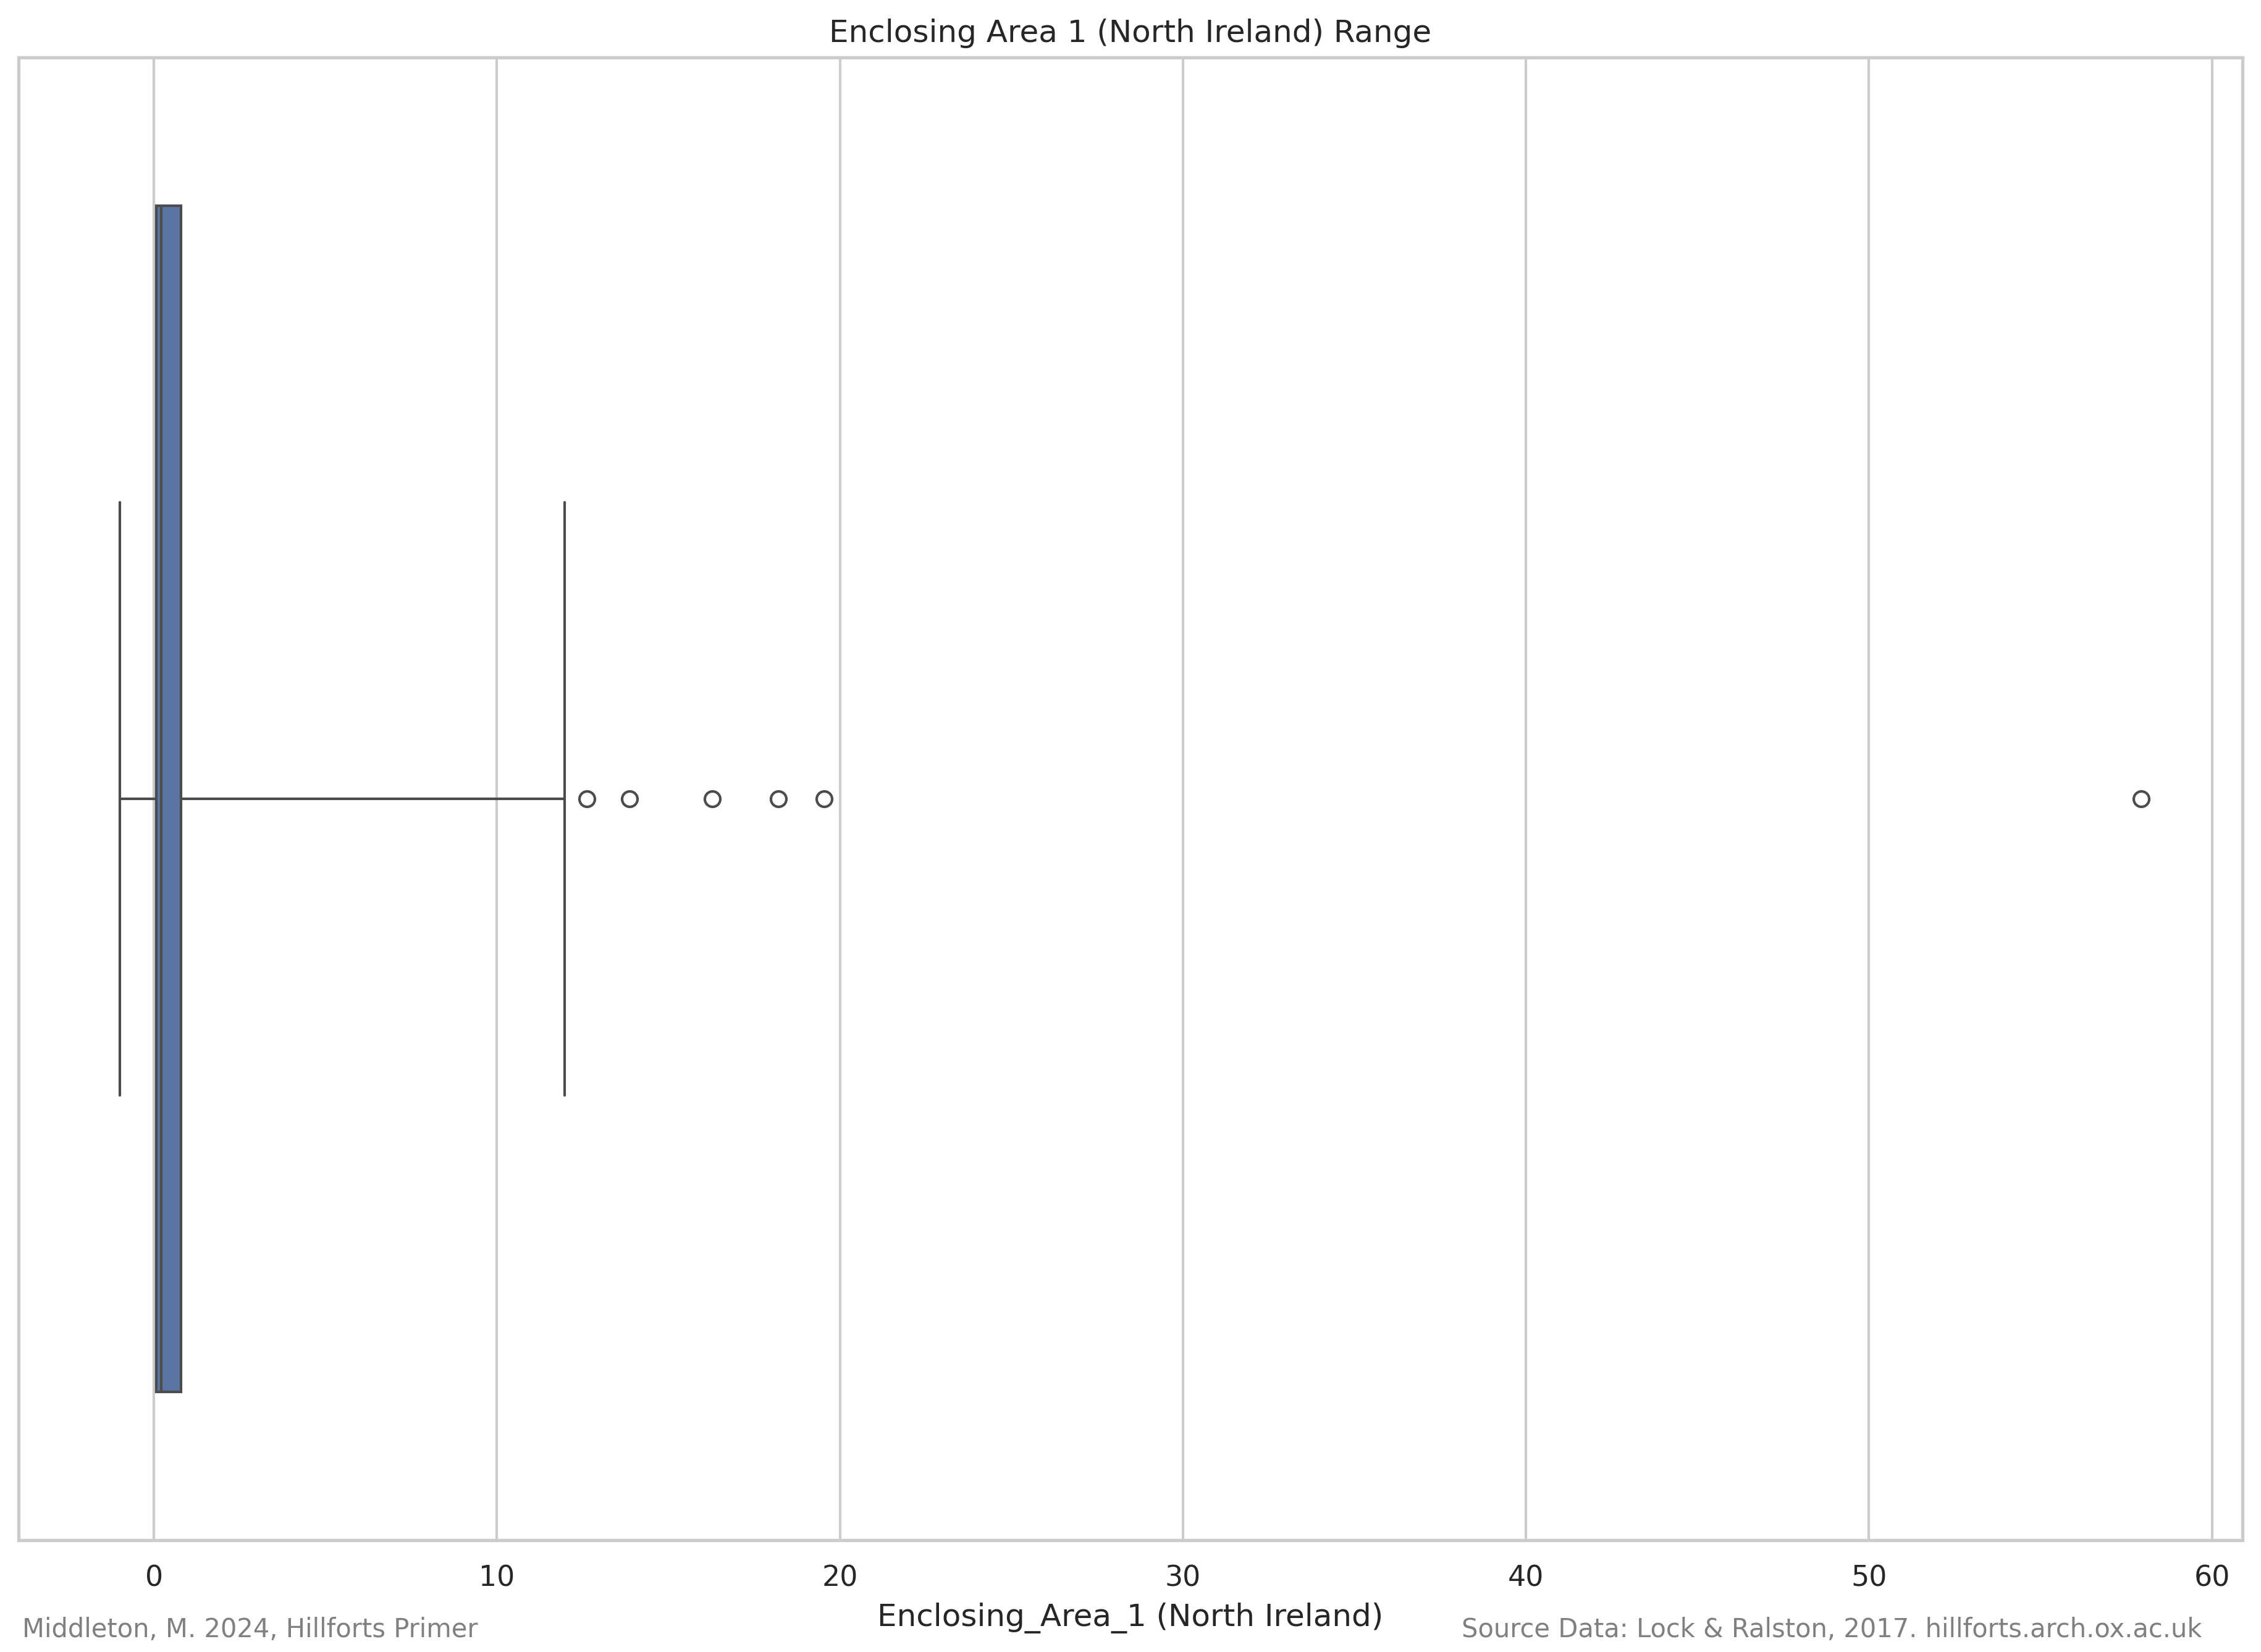 Enclosing Area 1 (North Ireland) Range
0 10 20 30 40 50 60
Enclosing_Area_1 (North Ireland)
Middleton, M. 2024, Hillforts Primer
Source Data: Lock & Ralston, 2017. hillforts.arch.ox.ac.uk